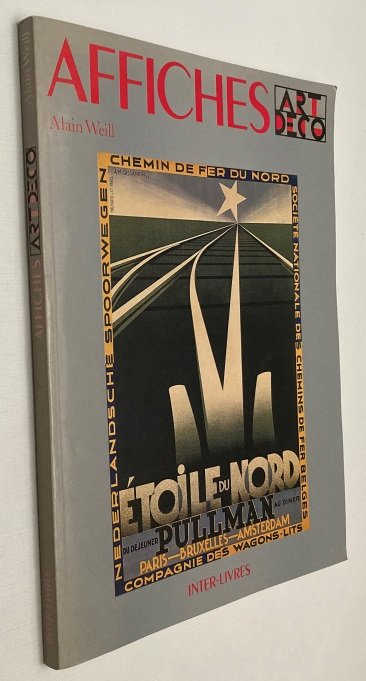 AFFICHES
ART
DECO
Alain Weill
CHEMIN DE FER DU NORD
NEDERLANDSCHE SPOORWEGEN
SOCIÉTÉ NATIONALE DES CHEMINS DE FER BELGES
ÉTOILE DU NORD
DU DÉJEUNER PULLMAN AU DINER
PARIS—BRUXELLES—AMSTERDAM
COMPAGNIE DES WAGONS-LITS
INTER-LIVRES
Alain Weill
AFFICHES
ART DECO